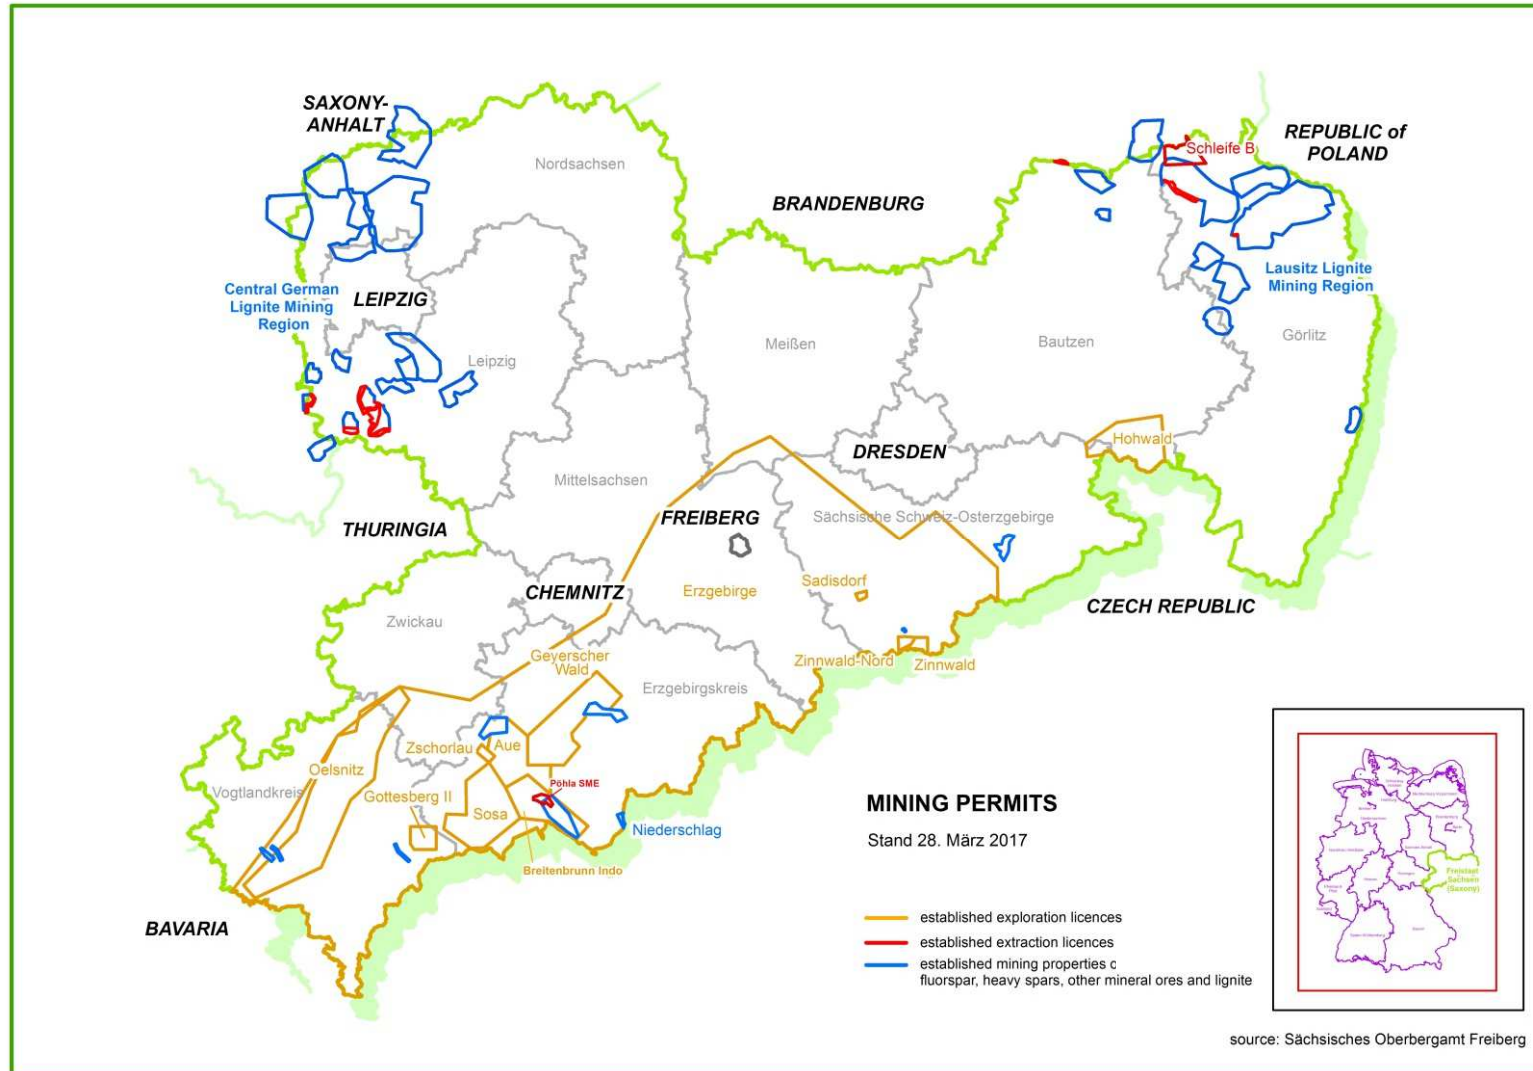 SAXONY-
ANHALT
Nordsachsen
BRANDENBURG
Schleife B
REPUBLIC of
POLAND
Central German
Lignite Mining
Region
LEIPZIG
Leipzig
Meißen
Bautzen
Lausitz Lignite
Mining Region
Görlitz
Hohwald
DRESDEN
Mittelsachsen
THURINGIA
FREIBERG
Sächsische Schweiz-Osterzgebirge
CHEMNITZ
Erzgebirge
Sadisdorf
CZECH REPUBLIC
Zwickau
Geyerscher
Wald
Zinnwald-Nord
Zinnwald
Erzgebirgskreis
Zschorlau
Aue
Oelsnitz
Pöhla SME
Vogtlandkreis
Gottesberg II
Sosa
Niederschlag
Breitenbrunn Indo
BAVARIA
MINING PERMITS
Stand 28. März 2017
established exploration licences
established extraction licences
established mining properties c
fluorspar, heavy spars, other mineral ores and lignite
Freistaat
Sachsen
(Saxony)
source: Sächsisches Oberbergamt Freiberg